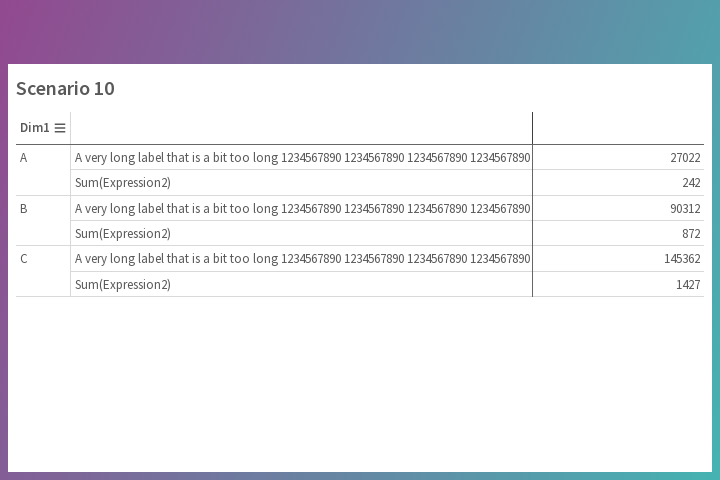 Scenario 10
Dim1
A A very long label that is a bit too long 1234567890 1234567890 1234567890 1234567890 27022
Sum(Expression2) 242
B A very long label that is a bit too long 1234567890 1234567890 1234567890 1234567890 90312
Sum(Expression2) 872
C A very long label that is a bit too long 1234567890 1234567890 1234567890 1234567890 145362
Sum(Expression2) 1427